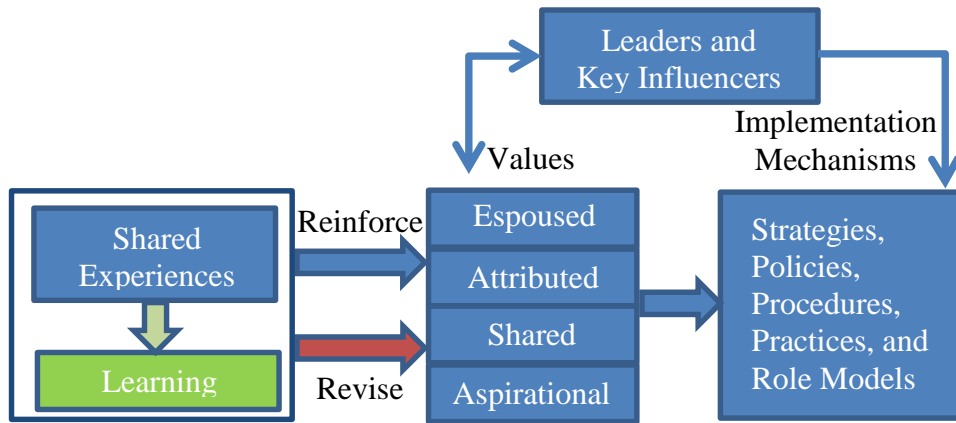 Leaders and
Key Influencers
Implementation
Mechanisms
Values
Reinforce
Shared
Experiences
Learning
Revise
Espoused
Attributed
Shared
Aspirational
Strategies,
Policies,
Procedures,
Practices, and
Role Models